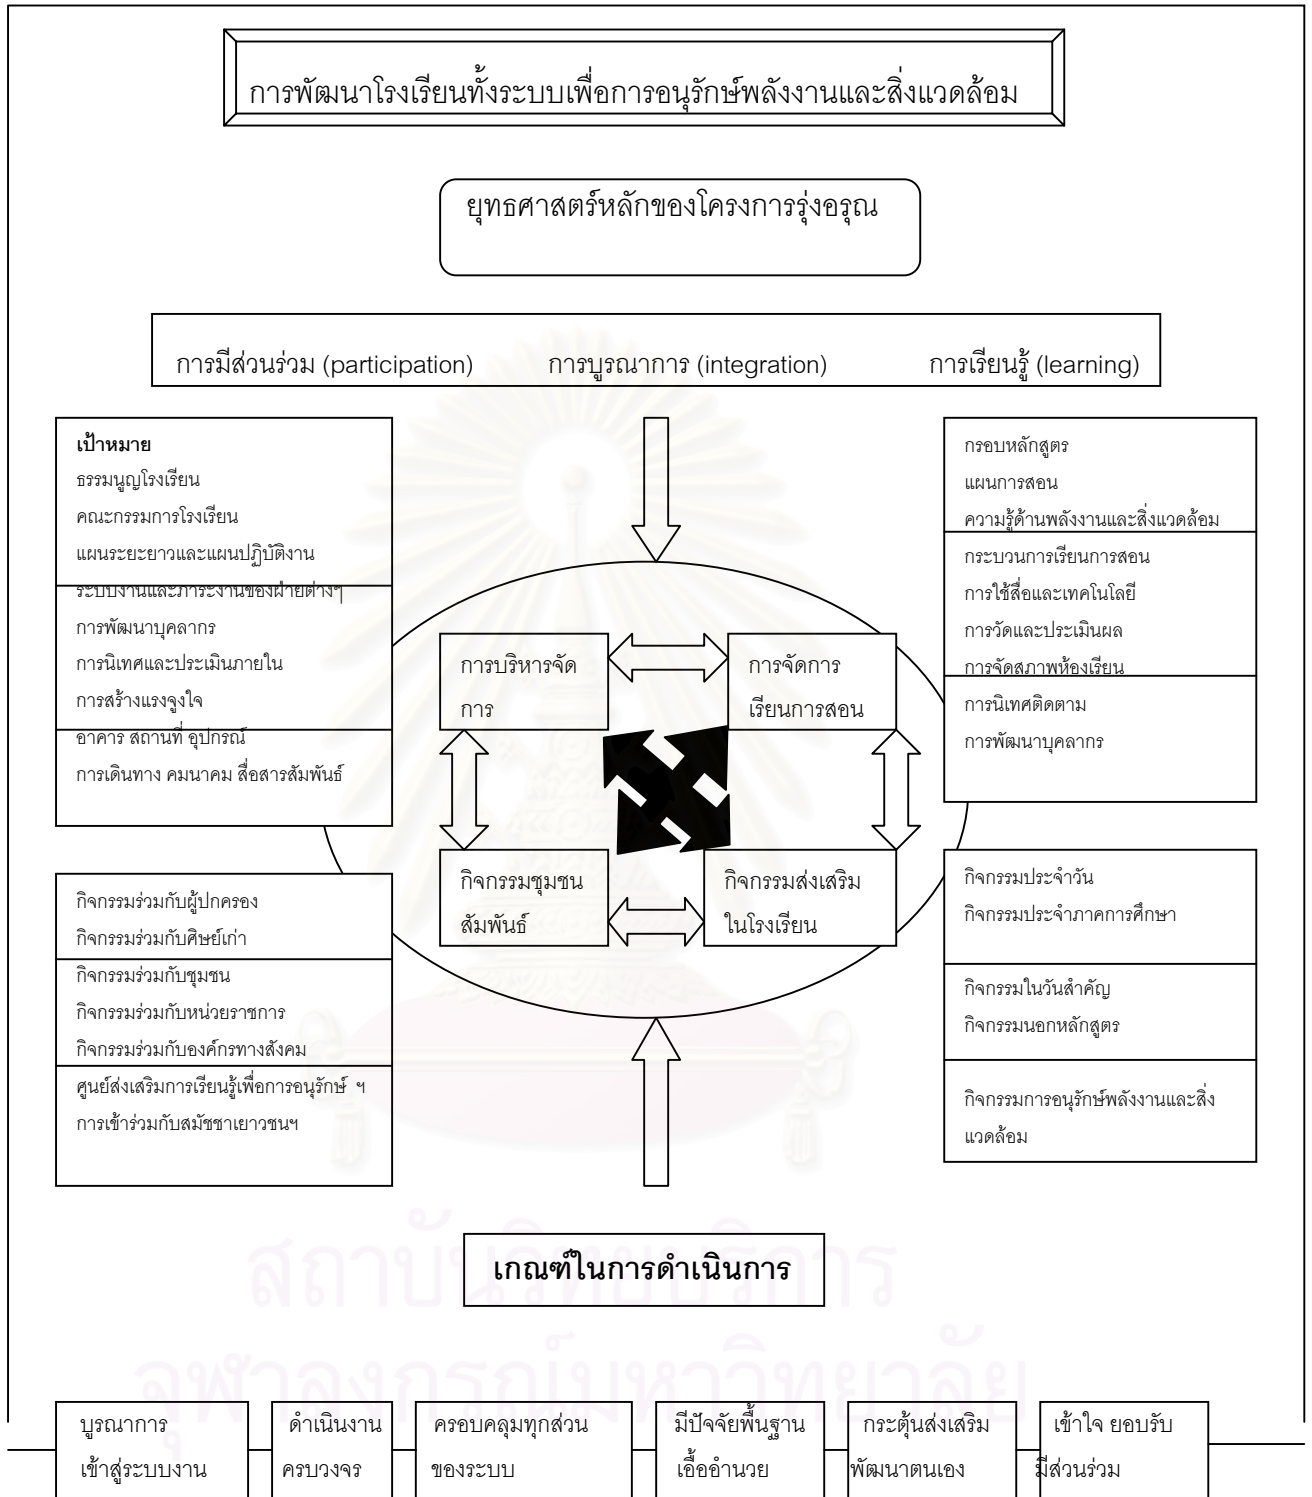 การพัฒนาโรงเรียนทั้งระบบเพื่อการอนุรักษ์พลังงานและสิ่งแวดล้อม
ยุทธศาสตร์หลักของโครงการรุ่งอรุณ
การมีส่วนร่วม (participation) การบูรณาการ (integration) การเรียนรู้ (learning)
เป้าหมาย
ธรรมนูญโรงเรียน
คณะกรรมการโรงเรียน
แผนระยะยาวและแผนปฏิบัติงาน
ระบบงานและภาระงานของฝ่ายต่างๆ
การพัฒนาบุคลากร
การนิเทศและประเมินภายใน
การสร้างแรงจูงใจ
อาคาร สถานที่ อุปกรณ์
การเดินทาง คมนาคม สื่อสารสัมพันธ์
กรอบหลักสูตร
แผนการสอน
ความรู้ด้านพลังงานและสิ่งแวดล้อม
กระบวนการเรียนการสอน
การใช้สื่อและเทคโนโลยี
การวัดและประเมินผล
การจัดสภาพห้องเรียน
การนิเทศติดตาม
การพัฒนาบุคลากร
การบริหารจัด
การ
การจัดการ
เรียนการสอน
กิจกรรมชุมชน
สัมพันธ์
กิจกรรมส่งเสริม
ในโรงเรียน
กิจกรรมร่วมกับผู้ปกครอง
กิจกรรมร่วมกับศิษย์เก่า
กิจกรรมร่วมกับชุมชน
กิจกรรมร่วมกับหน่วยราชการ
กิจกรรมร่วมกับองค์กรทางสังคม
ศูนย์ส่งเสริมการเรียนรู้เพื่อการอนุรักษ์ ฯ
การเข้าร่วมกับสมัชชาเยาวชนฯ
กิจกรรมประจำวัน
กิจกรรมประจำภาคการศึกษา
กิจกรรมในวันสำคัญ
กิจกรรมนอกหลักสูตร
กิจกรรมการอนุรักษ์พลังงานและสิ่ง
แวดล้อม
เกณฑ์ในการดำเนินการ
สถาบันวิทยบริการ
จุฬาลงกรณ์มหาวิทยาลัย
บูรณาการ
เข้าสู่ระบบงาน
ดำเนินงาน
ครบวงจร
ครอบคลุมทุกส่วน
ของระบบ
มีปัจจัยพื้นฐาน
เอื้ออำนวย
กระตุ้นส่งเสริม
พัฒนาตนเอง
เข้าใจ ยอบรับ
มีส่วนร่วม